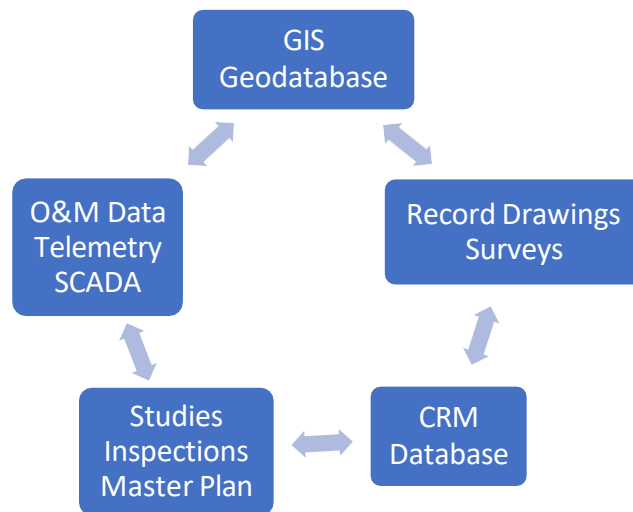 GIS
Geodatabase
O&M Data
Telemetry
SCADA
Record Drawings
Surveys
Studies
Inspections
Master Plan
CRM
Database